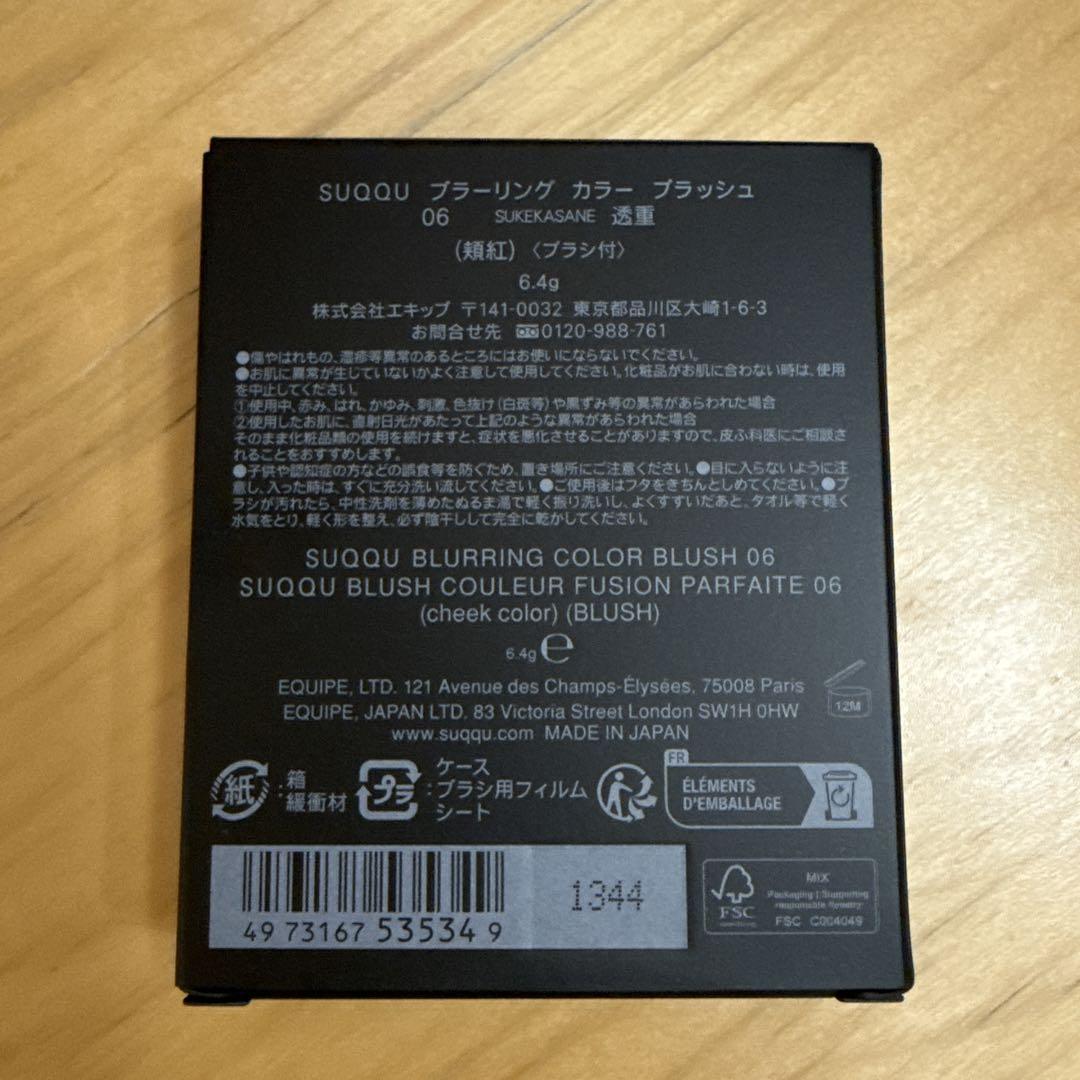 SUQQU ブラーリング カラー ブラッシュ
06 SUKEKASANE 透重
(頬紅)〈ブラシ付〉
6.4g
株式会社エキップ 〒141-0032 東京都品川区大崎1-6-3
お問合せ先 0120-988-761
●傷やはれもの、湿疹等異常のあるところにはお使いにならないでください。
●お肌に異常が生じていないかよく注意して使用してください。化粧品がお肌に合わない時は、使用
を中止してください。
①使用中、赤み、はれ、かゆみ、刺激、色抜け(白斑等)や黒ずみ等の異常があらわれた場合
②使用したお肌に、直射日光があたって上記のような異常があらわれた場合
そのまま化粧品類の使用を続けますと、症状を悪化させることがありますので、皮ふ科医にご相談さ
れることをおすすめします。
●子供や認知症の方などの誤食等を防ぐため、置き場所にご注意ください。●目に入らないように注
意し、入った時は、すぐに充分洗い流してください。●ご使用後はフタをきちんとしめてください。●ブ
ラシが汚れたら、中性洗剤を薄めたぬるま湯で軽く振り洗いし、よくすすいだあと、タオル等で軽く
水気をとり、軽く形を整え、必ず陰干しして完全に乾かしてください。
SUQQU BLURRING COLOR BLUSH 06
SUQQU BLUSH COULEUR FUSION PARFAITE 06
(cheek color) (BLUSH)
6.4g ℮
EQUIPE, LTD. 121 Avenue des Champs-Élysées, 75008 Paris
EQUIPE, JAPAN LTD. 83 Victoria Street London SW1H 0HW
www.suqqu.com MADE IN JAPAN
12M
紙:箱
緩衝材
プラ:ケース
ブラシ用フィルム
シート
FR
ÉLÉMENTS
D'EMBALLAGE
49 73167 53534 9
1344
FSC
MIX
Packaging | Supporting
responsible forestry
FSC C004049